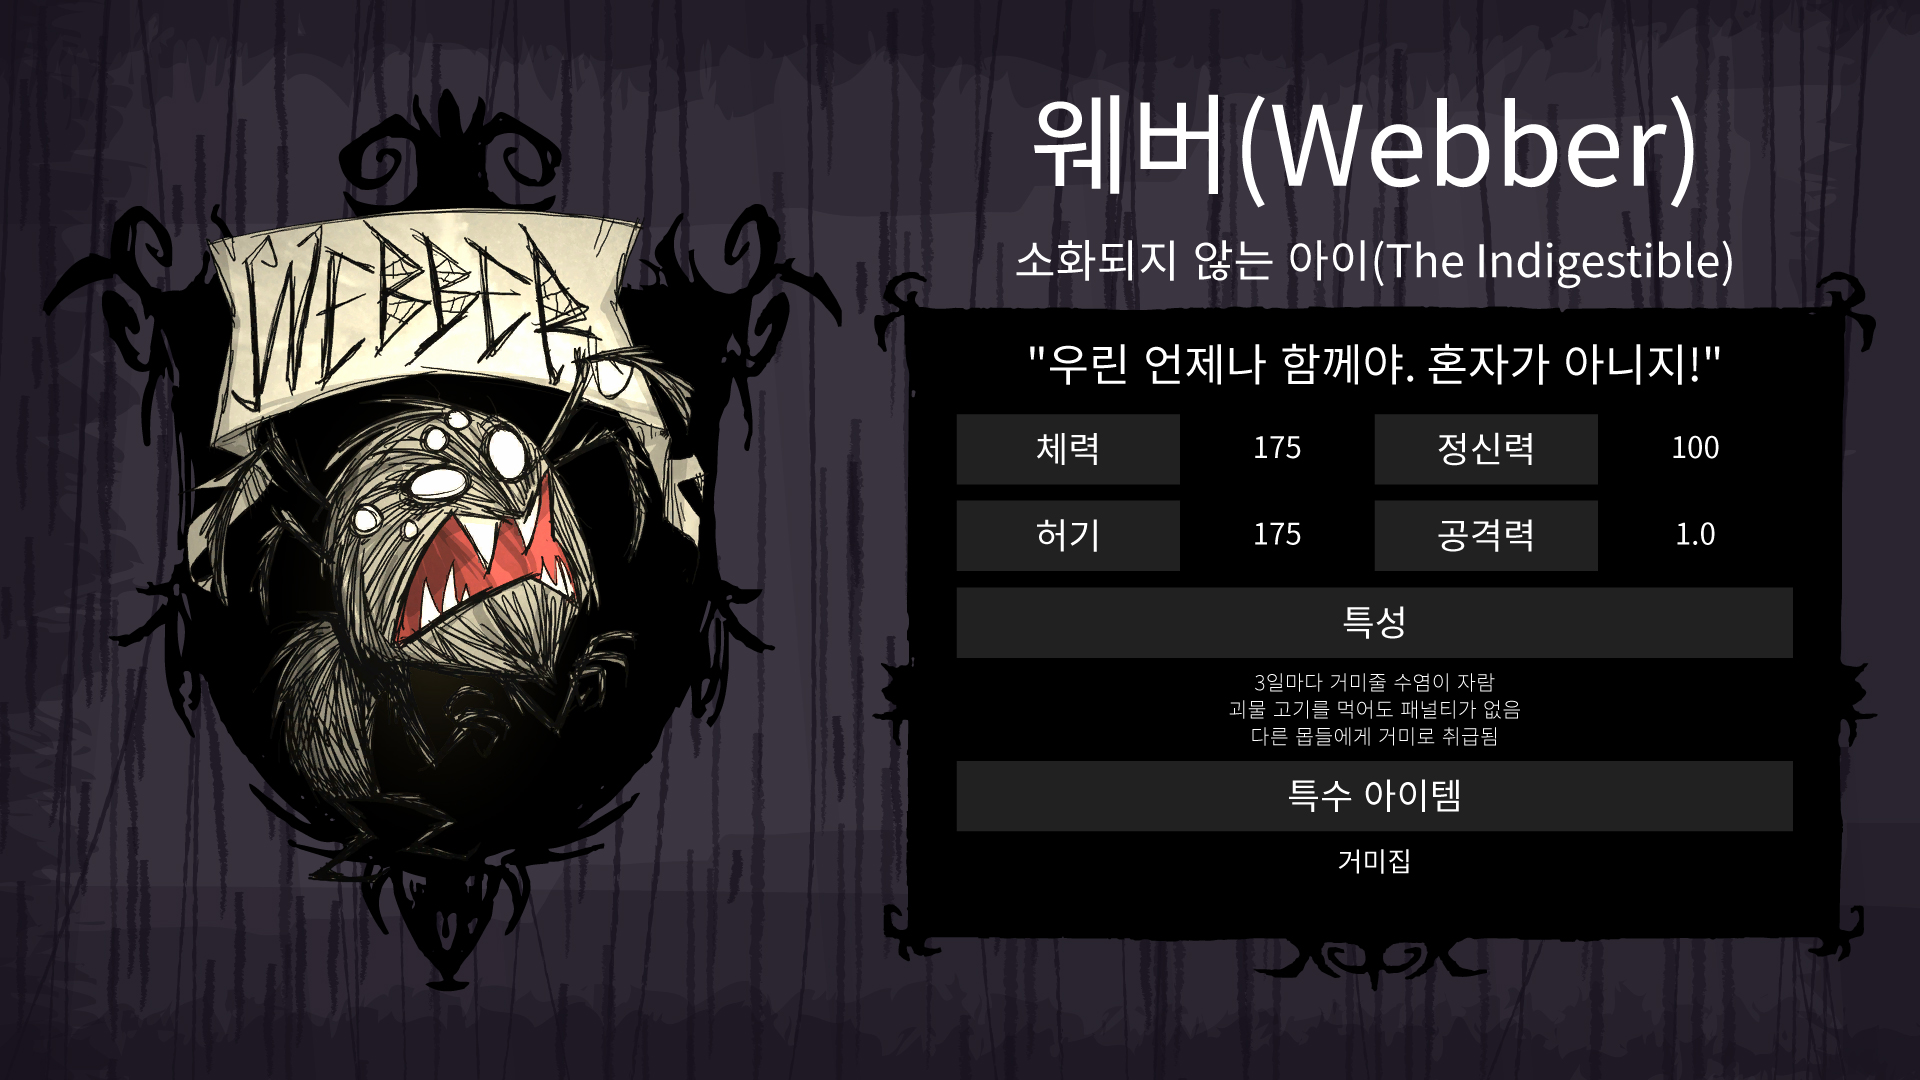 WEBBER
웨버(Webber)
소화되지 않는 아이(The Indigestible)
"우린 언제나 함께야. 혼자가 아니지!"
체력 175 정신력 100
허기 175 공격력 1.0
특성
3일마다 거미줄 수염이 자람
괴물 고기를 먹어도 패널티가 없음
다른 몹들에게 거미로 취급됨
특수 아이템
거미집